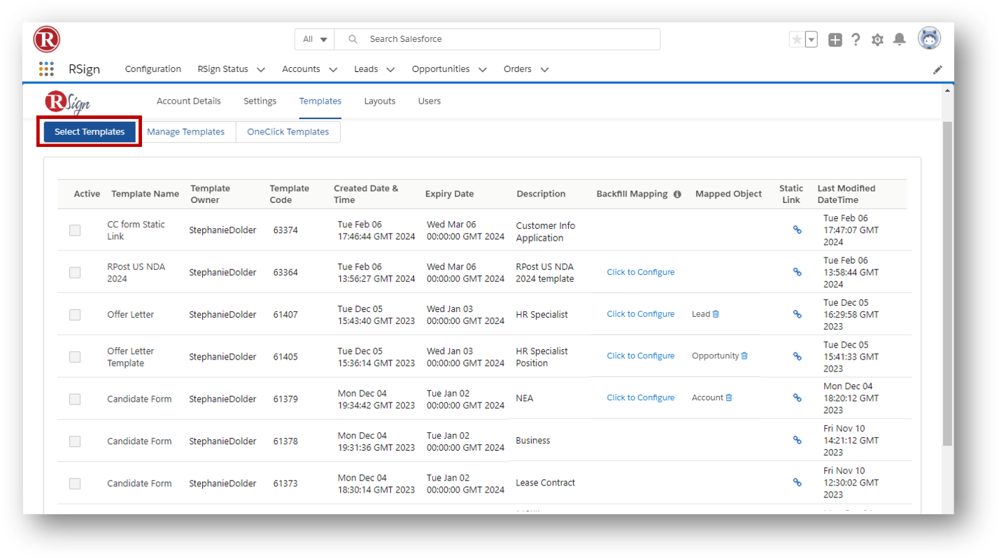 R
All Search Salesforce
RSign Configuration RSign Status Accounts Leads Opportunities Orders
RSign Account Details Settings Templates Layouts Users
Select Templates Manage Templates OneClick Templates
Active Template Name Template Owner Template Code Created Date & Time Expiry Date Description Backfill Mapping Mapped Object Static Link Last Modified DateTime
CC form Static Link StephanieDolder 63374 Tue Feb 06 17:46:44 GMT 2024 Wed Mar 06 00:00:00 GMT 2024 Customer Info Application Tue Feb 06 17:47:07 GMT 2024
RPost US NDA 2024 StephanieDolder 63364 Tue Feb 06 13:56:27 GMT 2024 Wed Mar 06 00:00:00 GMT 2024 RPost US NDA 2024 template Click to Configure Tue Feb 06 13:58:44 GMT 2024
Offer Letter StephanieDolder 61407 Tue Dec 05 15:43:40 GMT 2023 Wed Jan 03 00:00:00 GMT 2024 HR Specialist Click to Configure Lead Tue Dec 05 16:29:58 GMT 2023
Offer Letter Template StephanieDolder 61405 Tue Dec 05 15:36:14 GMT 2023 Wed Jan 03 00:00:00 GMT 2024 HR Specialist Position Click to Configure Opportunity Tue Dec 05 15:41:33 GMT 2023
Candidate Form StephanieDolder 61379 Mon Dec 04 19:34:42 GMT 2023 Tue Jan 02 00:00:00 GMT 2024 NEA Click to Configure Account Mon Dec 04 18:20:12 GMT 2023
Candidate Form StephanieDolder 61378 Mon Dec 04 19:31:36 GMT 2023 Tue Jan 02 00:00:00 GMT 2024 Business Fri Nov 10 14:21:12 GMT 2023
Candidate Form StephanieDolder 61373 Mon Dec 04 18:30:14 GMT 2023 Tue Jan 02 00:00:00 GMT 2024 Lease Contract Fri Nov 10 12:30:02 GMT 2023